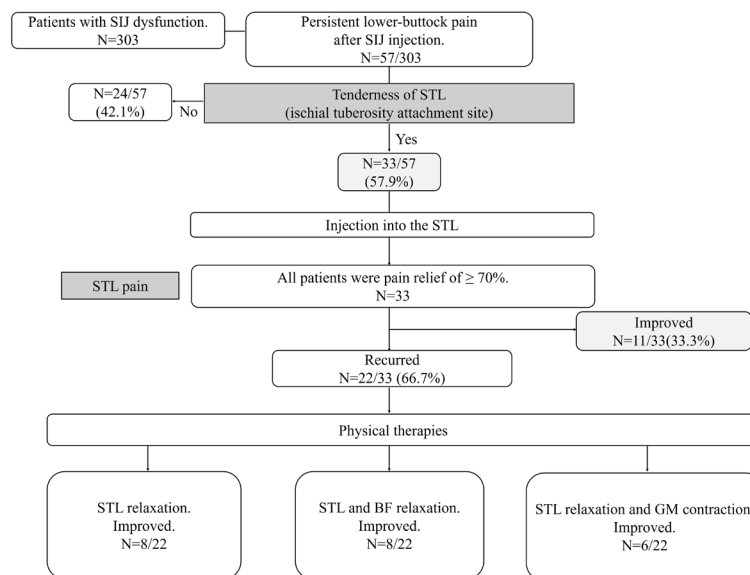 Patients with SIJ dysfunction.
N=303
Persistent lower-buttock pain
after SIJ injection.
N=57/303
N=24/57
(42.1%)
No
Tenderness of STL
(ischial tuberosity attachment site)
Yes
N=33/57
(57.9%)
Injection into the STL
STL pain
All patients were pain relief of ≥ 70%.
N=33
Improved
N=11/33(33.3%)
Recurred
N=22/33 (66.7%)
Physical therapies
STL relaxation.
Improved.
N=8/22
STL and BF relaxation.
Improved.
N=8/22
STL relaxation and GM contraction
Improved.
N=6/22